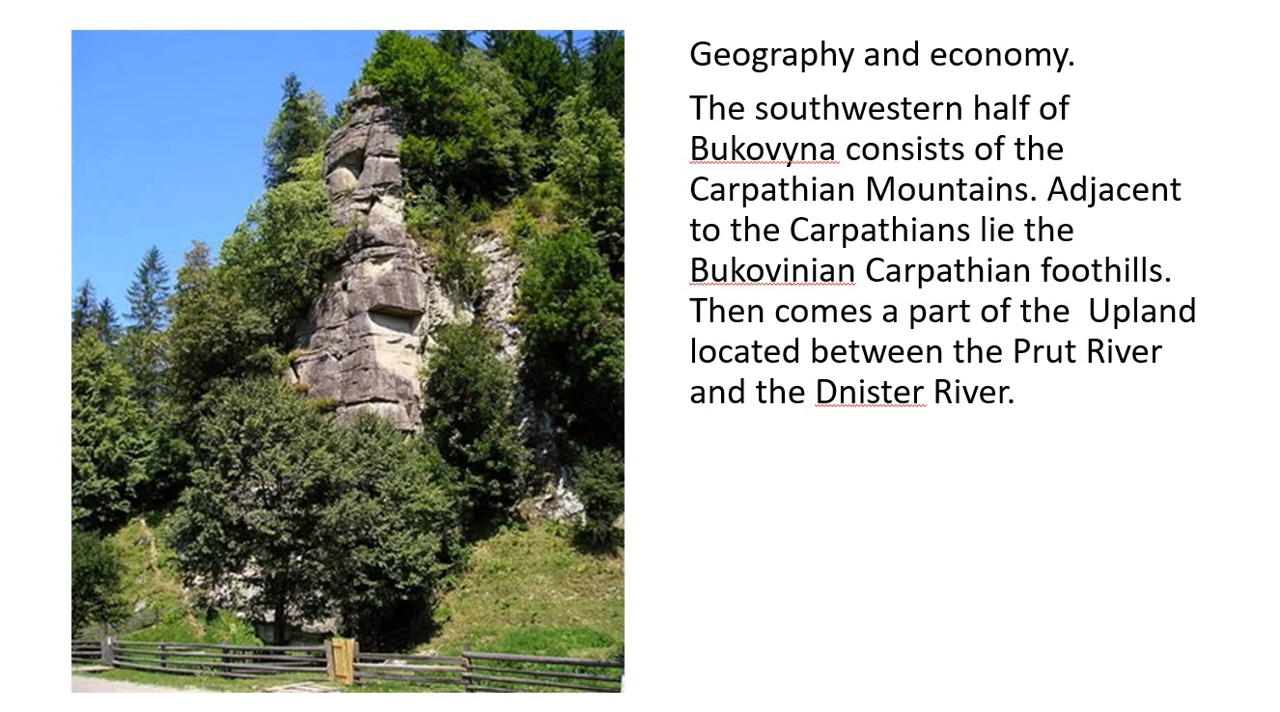 Geography and economy.
The southwestern half of
Bukovyna consists of the
Carpathian Mountains. Adjacent
to the Carpathians lie the
Bukovinian Carpathian foothills.
Then comes a part of the  Upland
located between the Prut River
and the Dnister River.